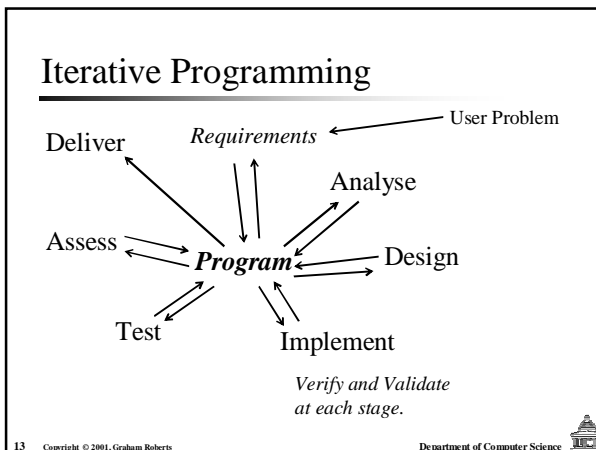 Iterative Programming
User Problem
Requirements
Deliver
Analyse
Assess
Program
Design
Test
Implement
Verify and Validate
at each stage.
13 Copyright © 2001, Graham Roberts Department of Computer Science